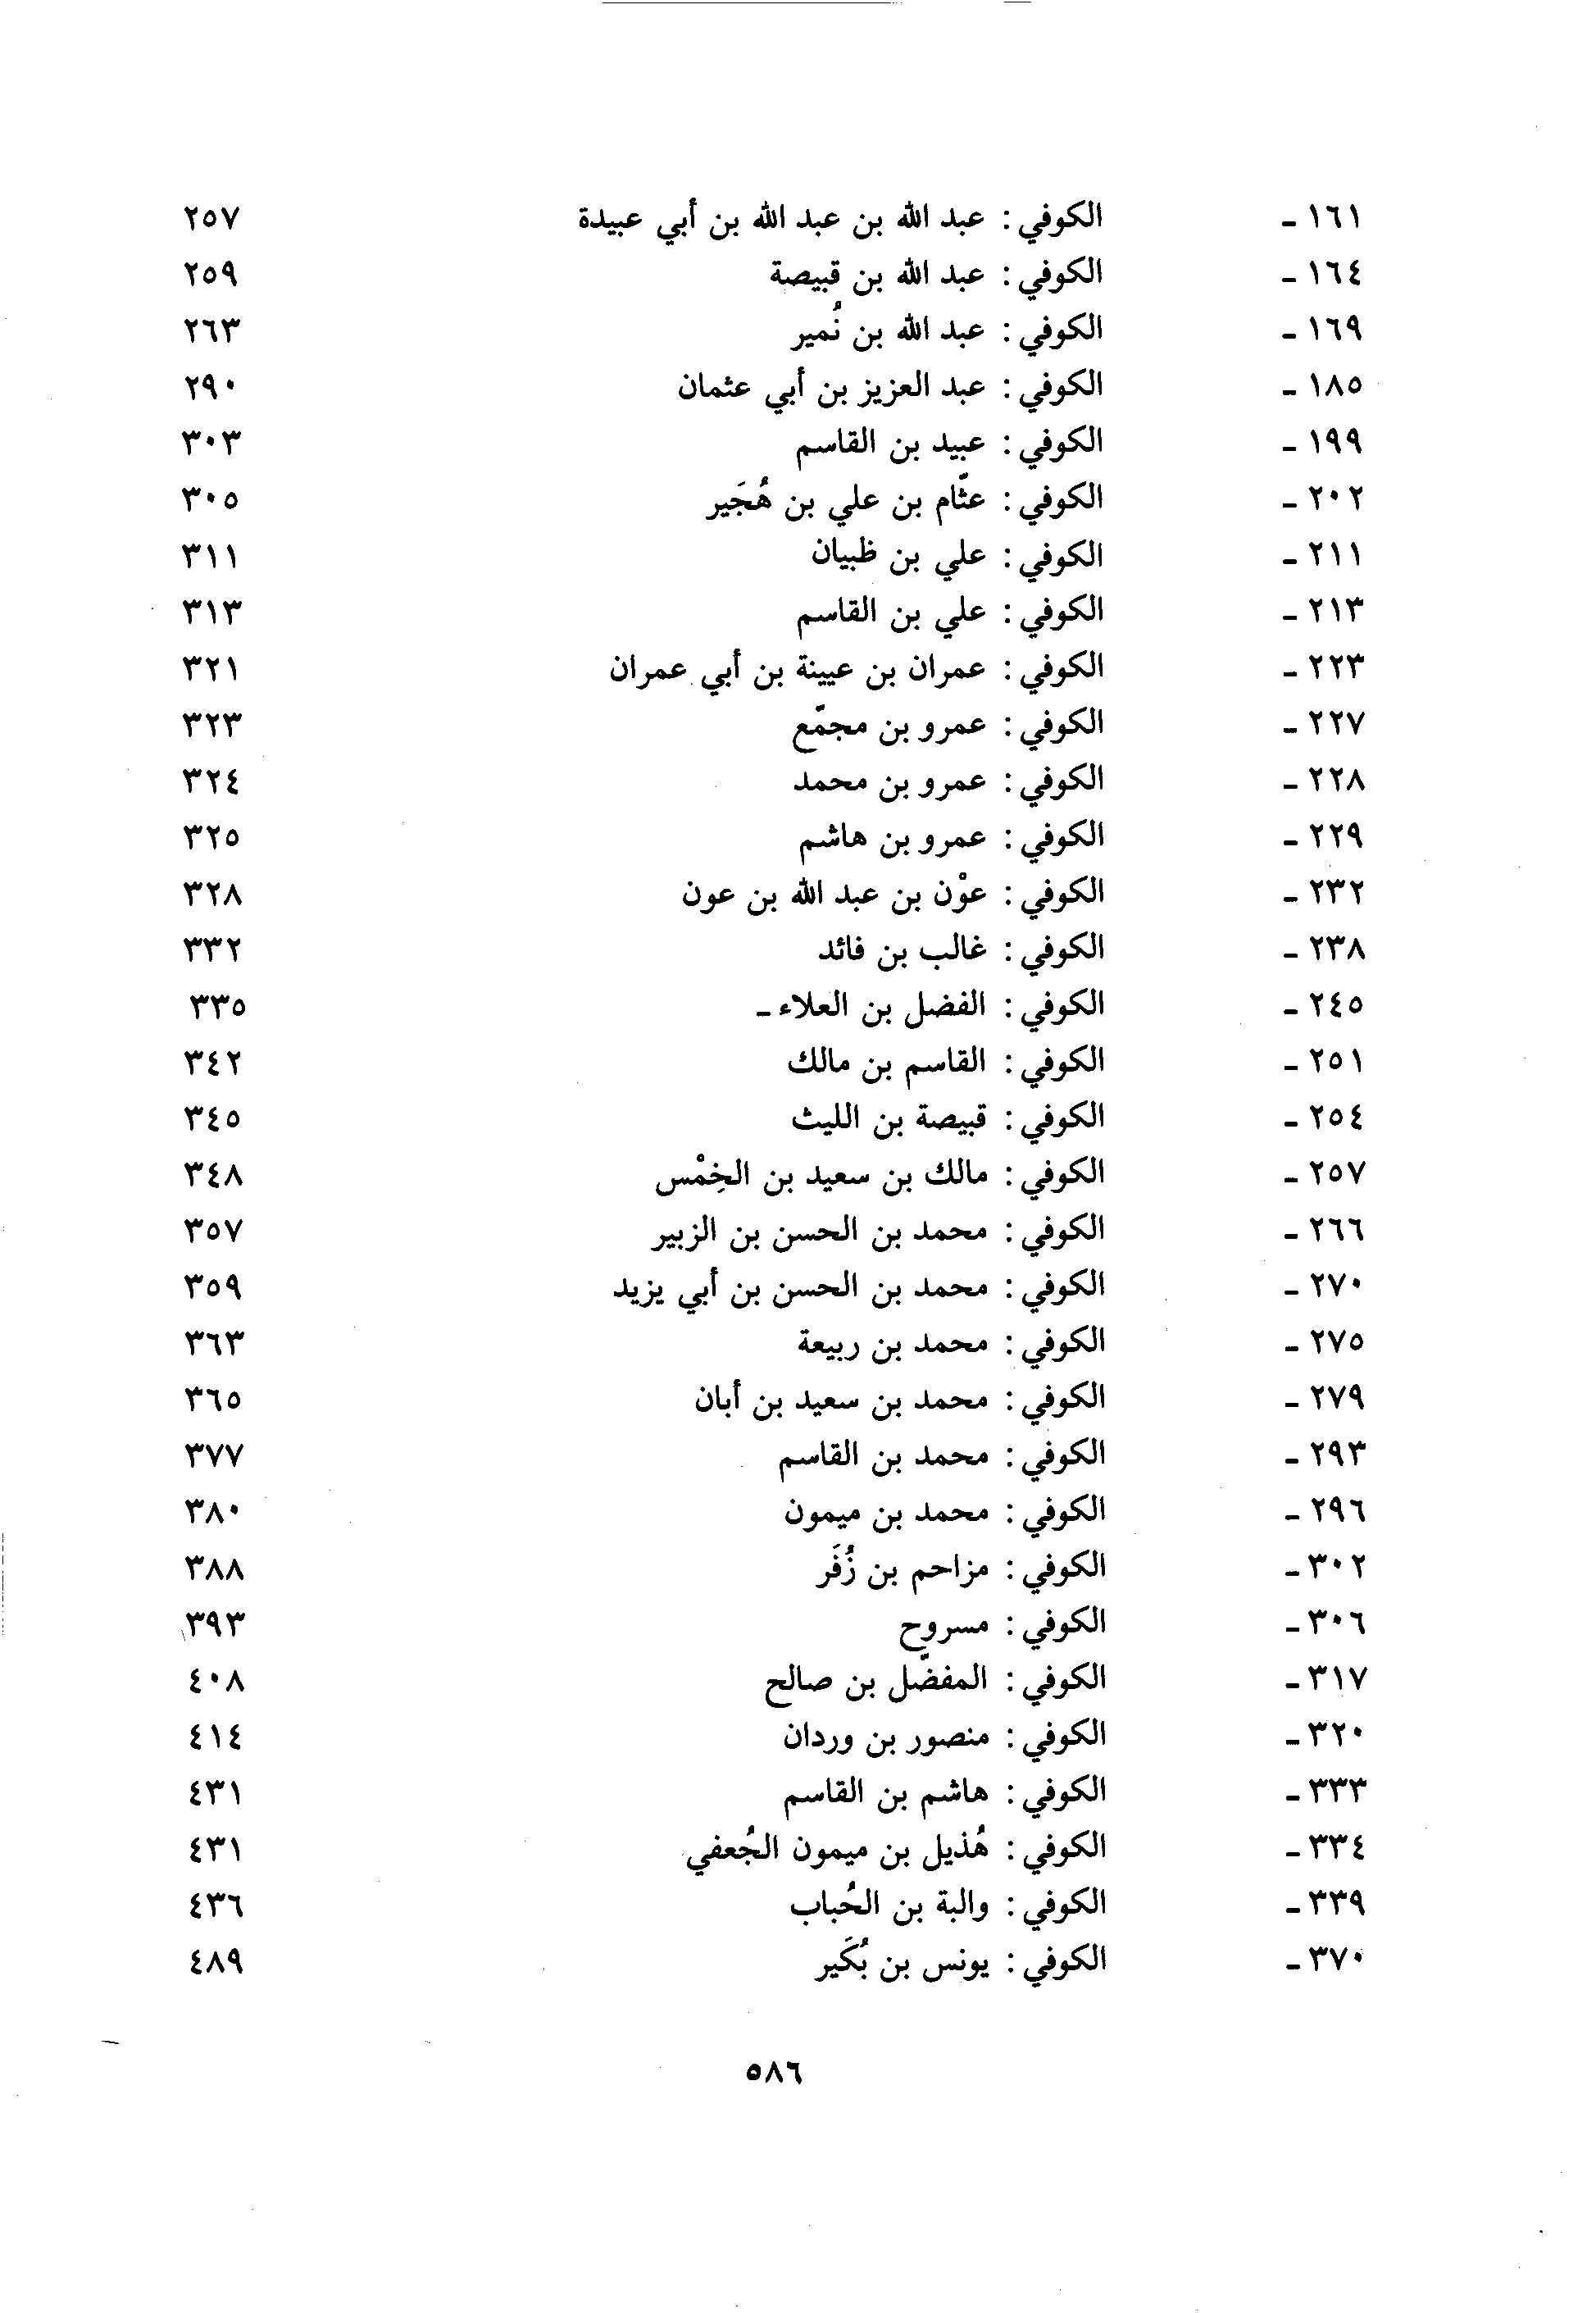 ١٦١ - الكوفي : عبد الله بن عبد الله بن أبي عبيدة ٢٥٧
١٦٤ - الكوفي : عبد الله بن قبيصة ٢٥٩
١٦٩ - الكوفي : عبد الله بن نُمير ٢٦٣
١٨٥ - الكوفي : عبد العزيز بن أبي عثمان ٢٩٠
١٩٩ - الكوفي : عبيد بن القاسم ٣٠٣
٢٠٢ - الكوفي : عثّام بن علي بن هُجَير ٣٠٥
٢١١ - الكوفي : علي بن ظبيان ٣١١
٢١٣ - الكوفي : علي بن القاسم ٣١٣
٢٢٣ - الكوفي : عمران بن عيينة بن أبي عمران ٣٢١
٢٢٧ - الكوفي : عمرو بن مجمّع ٣٢٣
٢٢٨ - الكوفي : عمرو بن محمد ٣٢٤
٢٢٩ - الكوفي : عمرو بن هاشم ٣٢٥
٢٣٢ - الكوفي : عوْن بن عبد الله بن عون ٣٢٨
٢٣٨ - الكوفي : غالب بن فائد ٣٣٢
٢٤٥ - الكوفي : الفضل بن العلاء - ٣٣٥
٢٥١ - الكوفي : القاسم بن مالك ٣٤٢
٢٥٤ - الكوفي : قبيصة بن الليث ٣٤٥
٢٥٧ - الكوفي : مالك بن سعيد بن الخِمْس ٣٤٨
٢٦٦ - الكوفي : محمد بن الحسن بن الزبير ٣٥٧
٢٧٠ - الكوفي : محمد بن الحسن بن أبي يزيد ٣٥٩
٢٧٥ - الكوفي : محمد بن ربيعة ٣٦٣
٢٧٩ - الكوفي : محمد بن سعيد بن أبان ٣٦٥
٢٩٣ - الكوفي : محمد بن القاسم ٣٧٧
٢٩٦ - الكوفي : محمد بن ميمون ٣٨٠
٣٠٢ - الكوفي : مزاحم بن زُفَر ٣٨٨
٣٠٦ - الكوفي : مسروح ٣٩٣
٣١٧ - الكوفي : المفضّل بن صالح ٤٠٨
٣٢٠ - الكوفي : منصور بن وردان ٤١٤
٣٣٣ - الكوفي : هاشم بن القاسم ٤٣١
٣٣٤ - الكوفي : هُذيل بن ميمون الجُعفي ٤٣١
٣٣٩ - الكوفي : والبة بن الحُباب ٤٣٦
٣٧٠ - الكوفي : يونس بن بُكَير ٤٨٩
٥٨٦